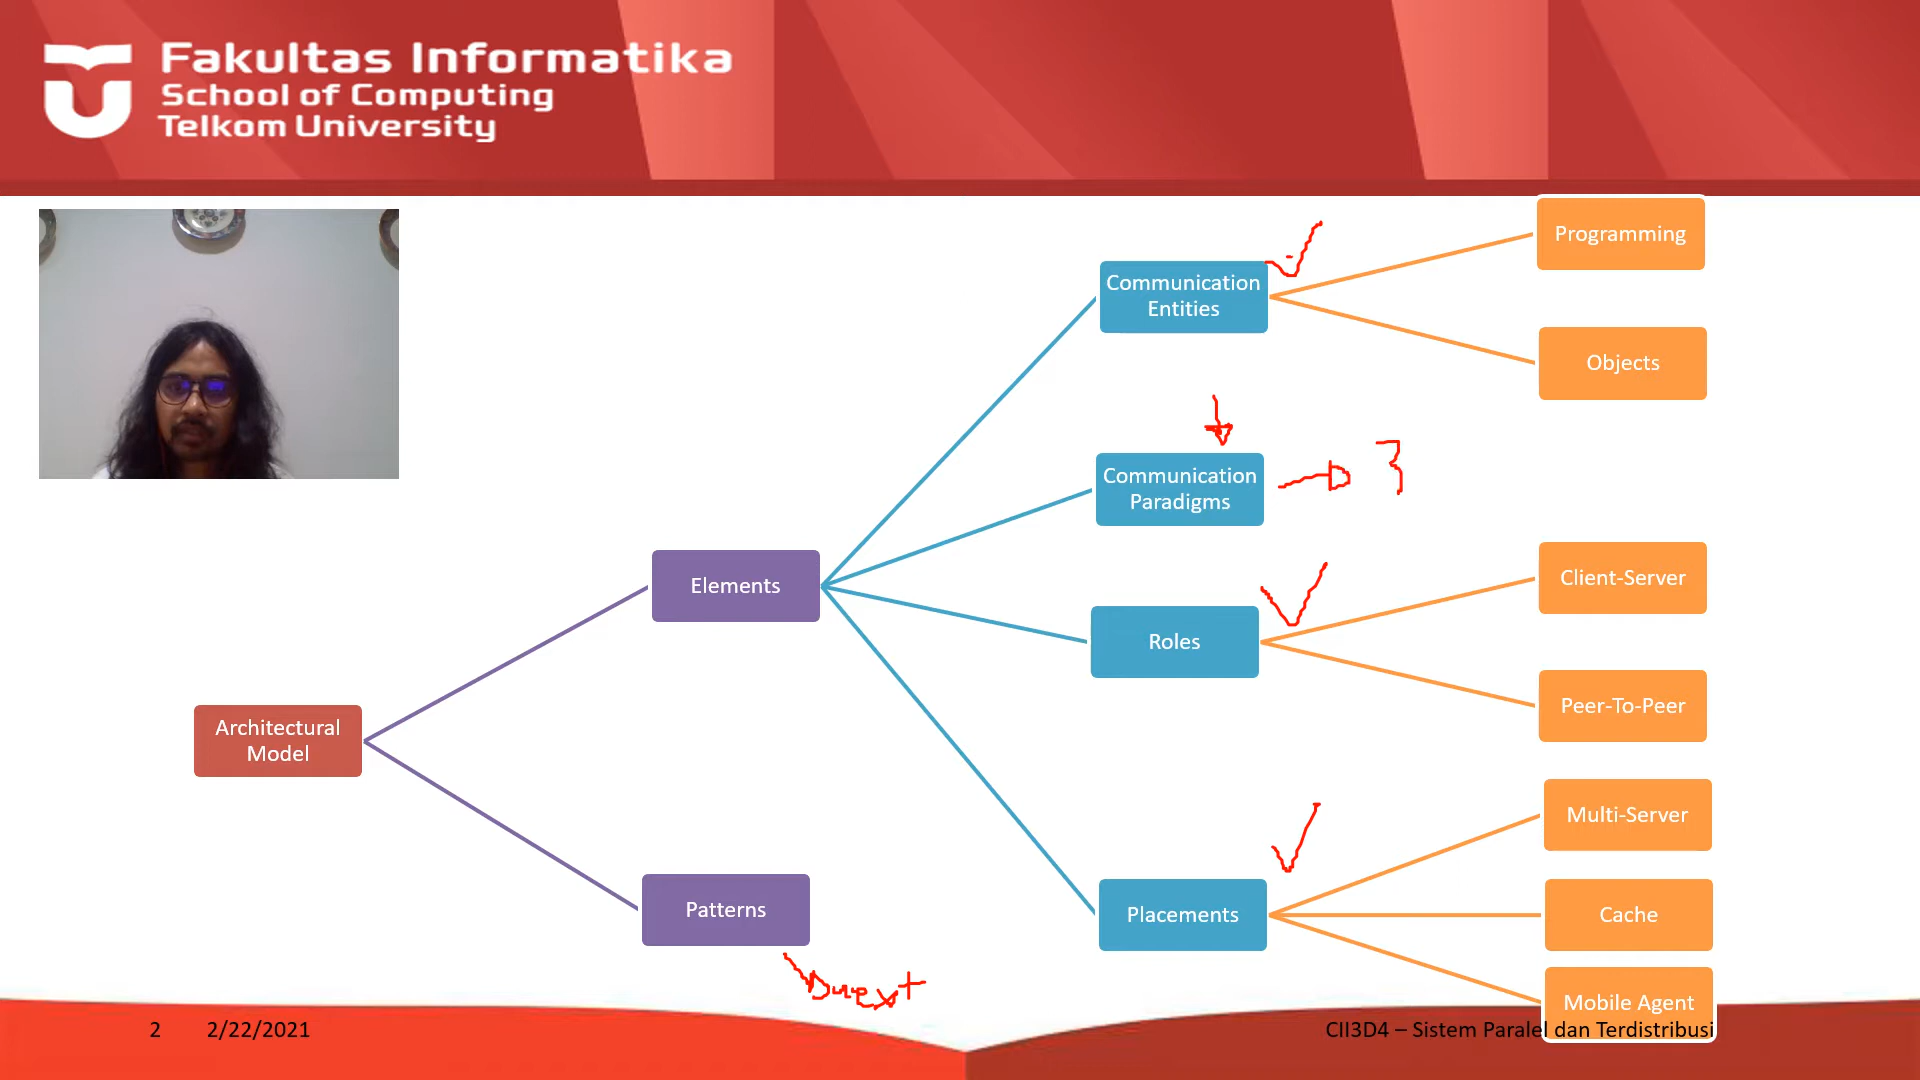 Fakultas Informatika
School of Computing
Telkom University
Programming
Communication
Entities
Objects
Communication
Paradigms
3
Client-Server
Elements
Roles
Peer-To-Peer
Architectural
Model
Multi-Server
Patterns
Placements
Cache
next
Mobile Agent
2
2/22/2021
CII3D4 – Sistem Paralel dan Terdistribusi